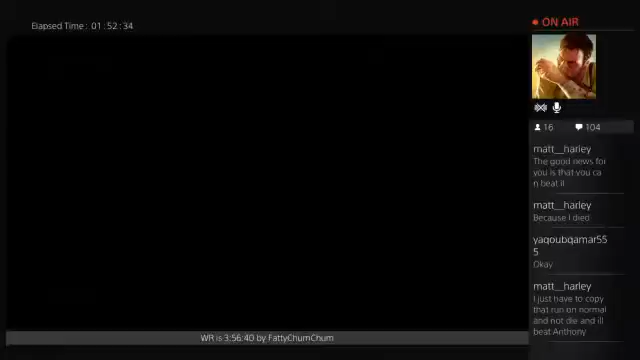 Elapsed Time : 01:52:34
ON AIR
16 104
matt__harley
The good news for
you is that you ca
n beat it
matt__harley
Because I died
yaqoubqamar55
5
Okay
matt__harley
I just have to copy
that run on normal
and not die and ill
beat Anthony
WR is 3:56:40 by FattyChumChum